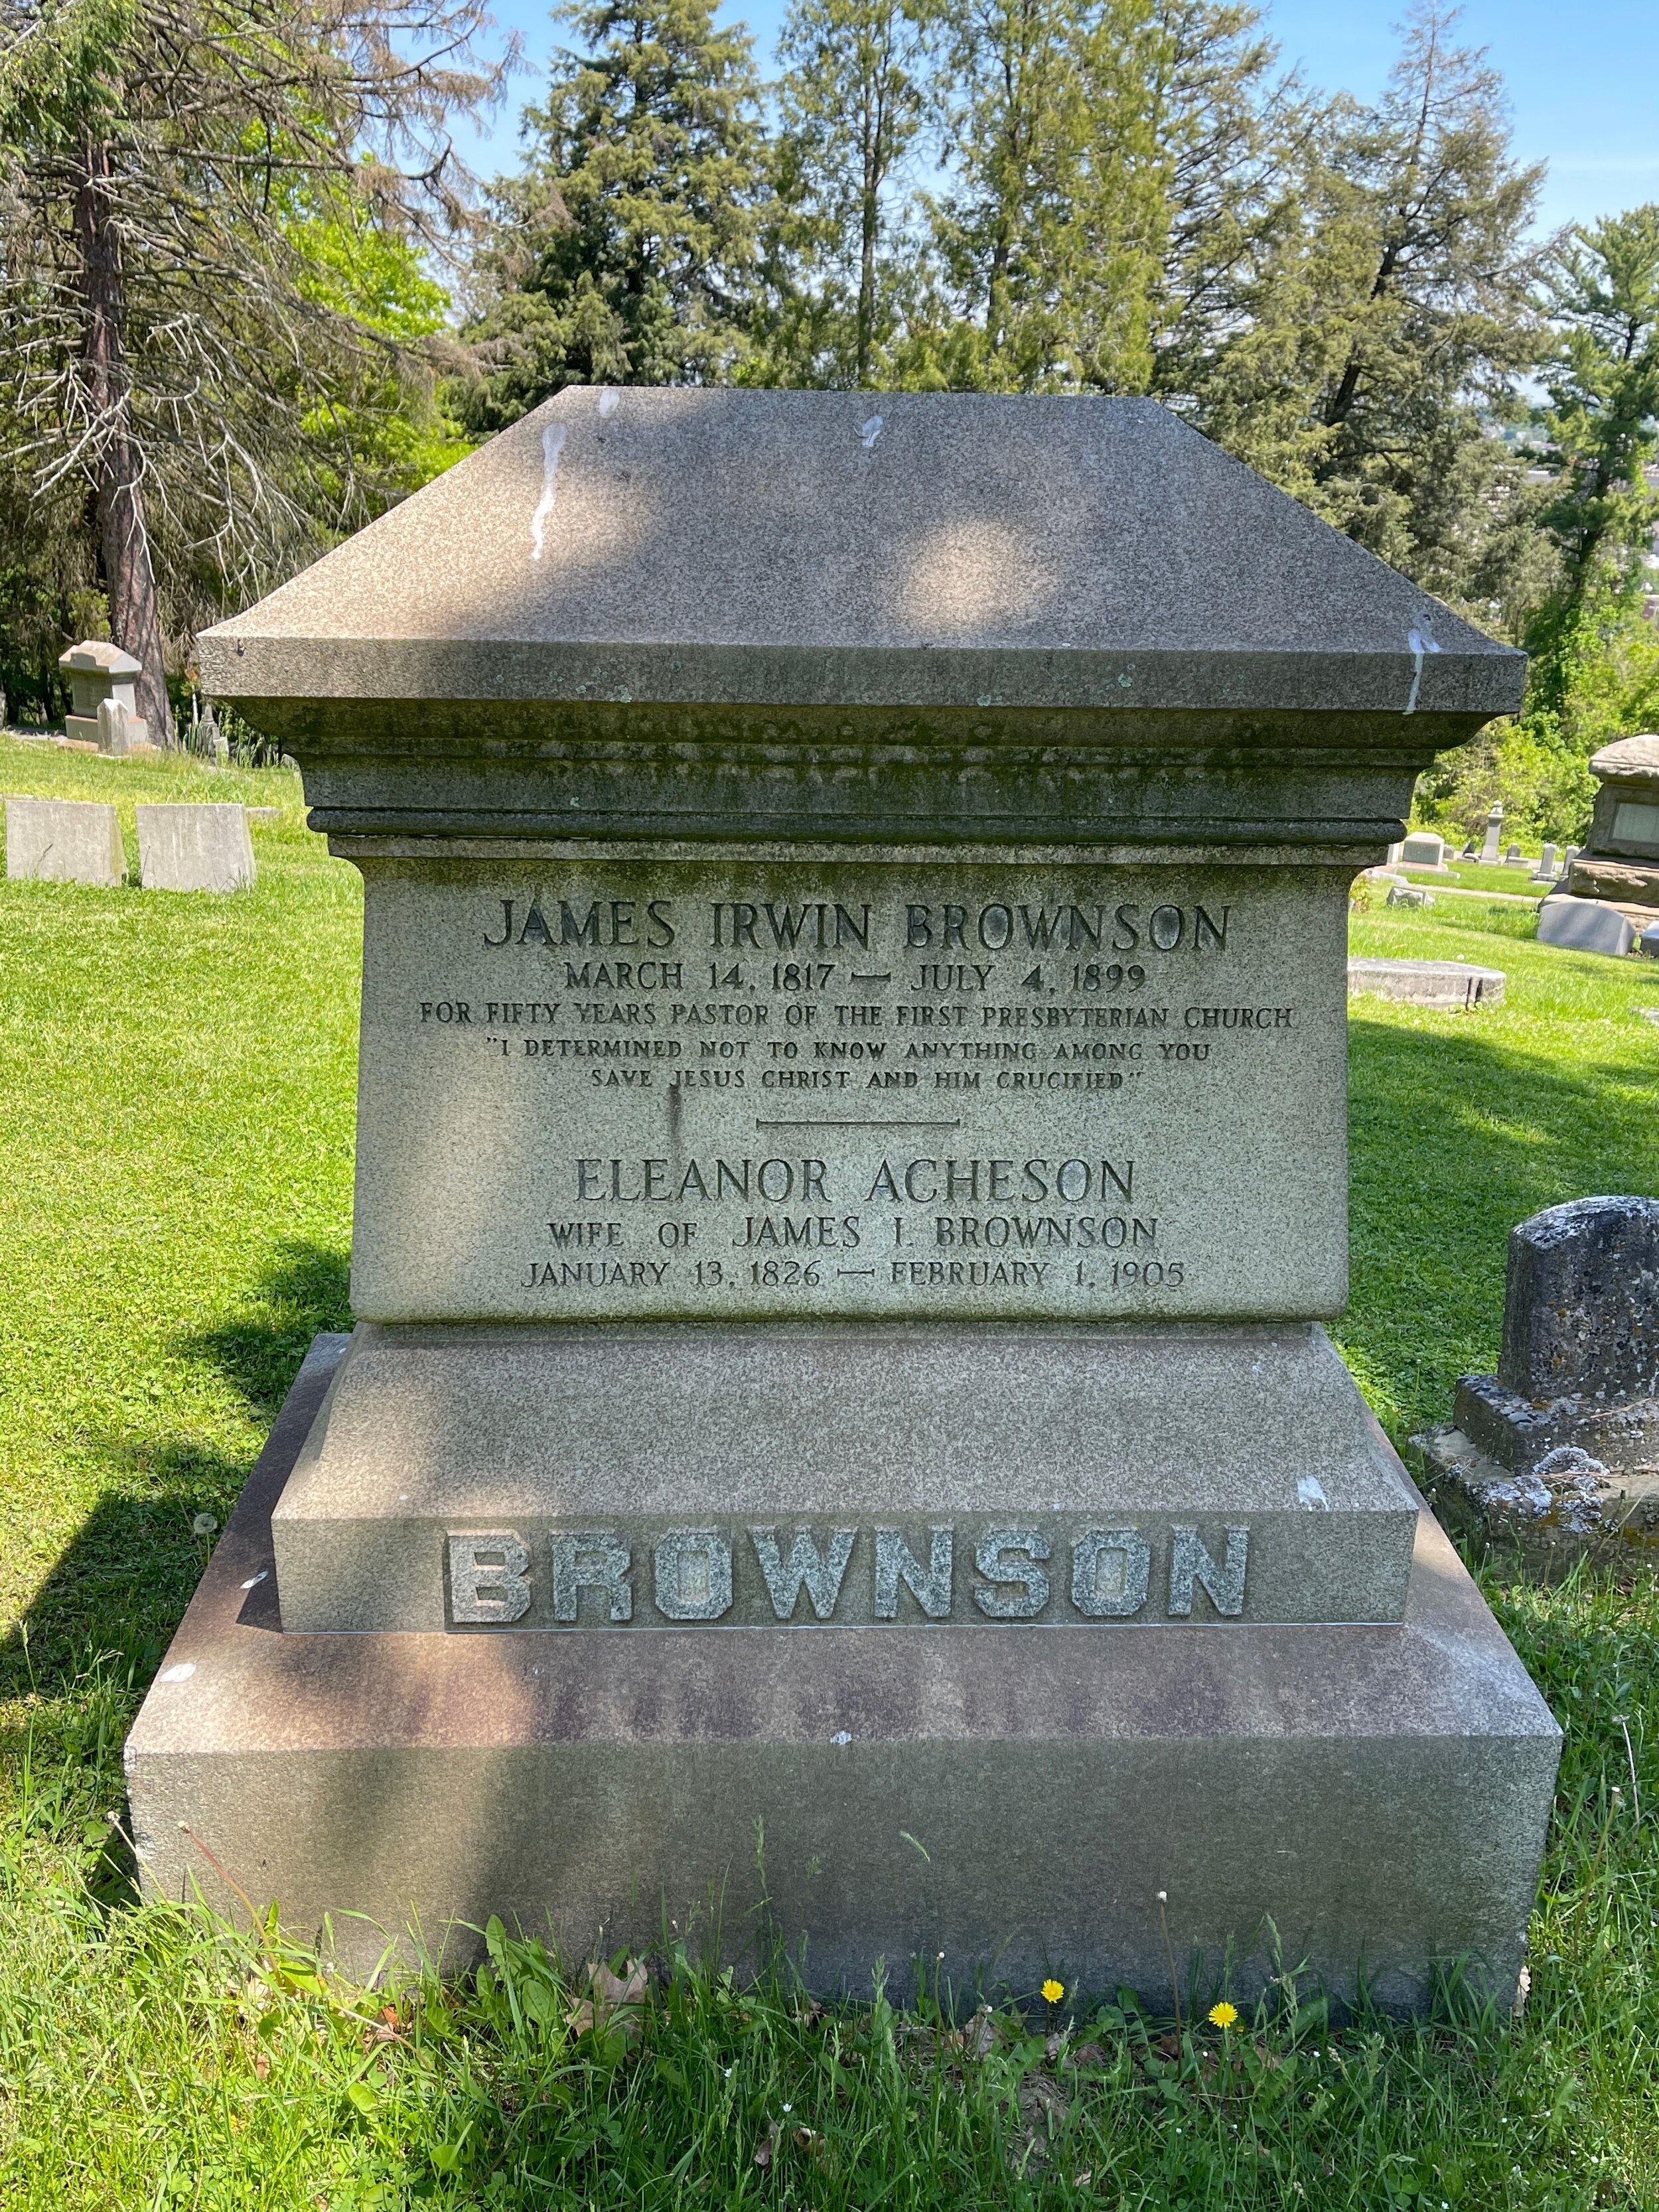 JAMES IRWIN BROWNSON
MARCH 14, 1817 — JULY 4, 1899
FOR FIFTY YEARS PASTOR OF THE FIRST PRESBYTERIAN CHURCH
"I DETERMINED NOT TO KNOW ANYTHING AMONG YOU
SAVE JESUS CHRIST AND HIM CRUCIFIED"
ELEANOR ACHESON
WIFE OF JAMES I. BROWNSON
JANUARY 13, 1826 — FEBRUARY 1, 1905
BROWNSON